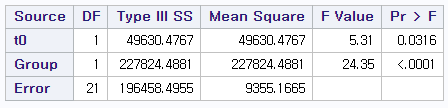 Source DF Type III SS Mean Square F Value Pr > F
t0 1 49630.4767 49630.4767 5.31 0.0316
Group 1 227824.4881 227824.4881 24.35 <.0001
Error 21 196458.4955 9355.1665